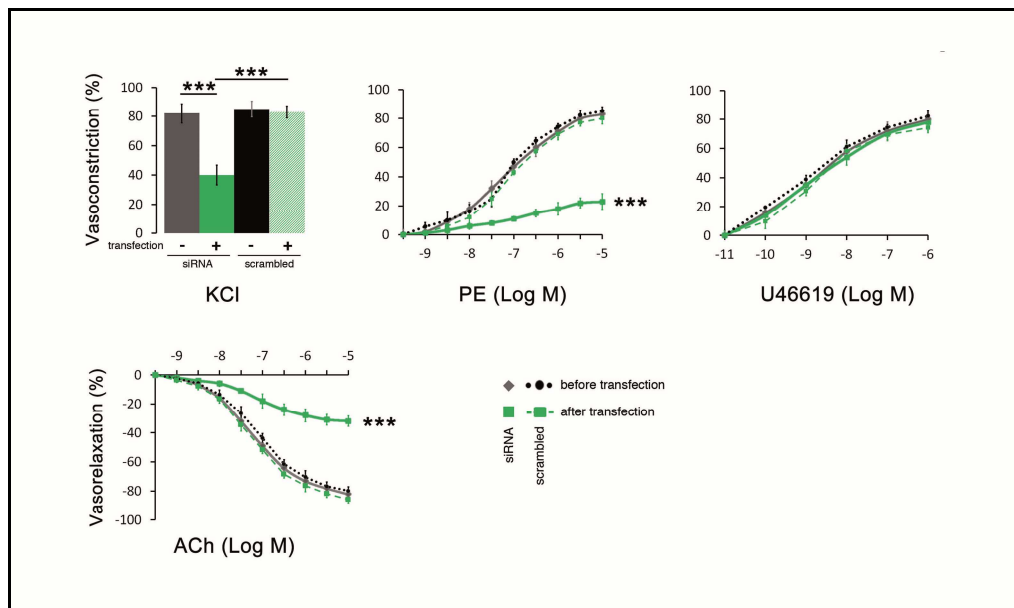 Vasoconstriction (%)
100
80
60
40
20
0
***
***
transfection
- + - +
siRNA scrambled
KCl
100
80
60
40
20
0
***
-9 -8 -7 -6 -5
PE (Log M)
100
80
60
40
20
0
-11 -10 -9 -8 -7 -6
U46619 (Log M)
Vasorelaxation (%)
-9 -8 -7 -6 -5
0
-20
-40
-60
-80
-100
***
ACh (Log M)
before transfection
after transfection
siRNA
scrambled